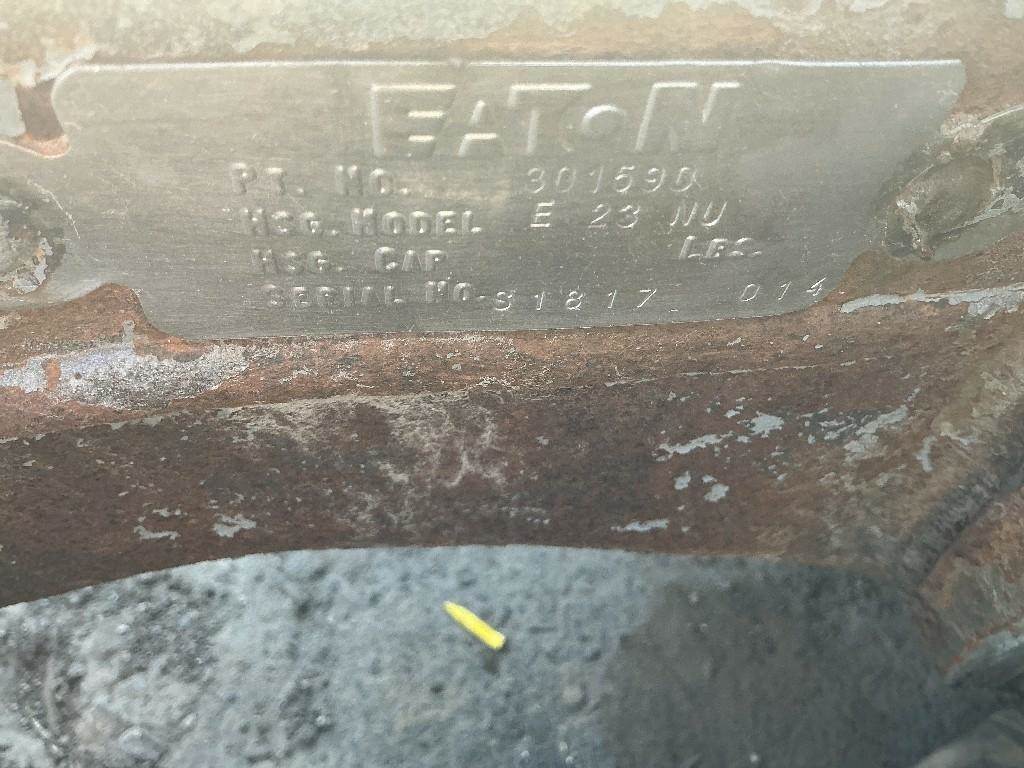 EATON
PT. NO. 301590
HSG. MODEL E 23 NU
HSG. CAP. LBS.
SERIAL NO. S1817 014